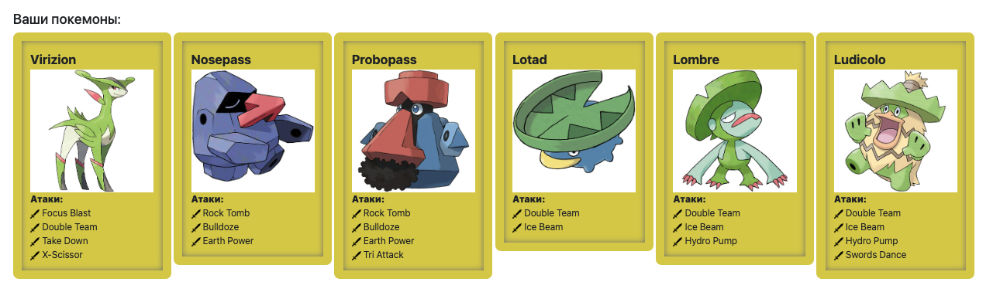 Ваши покемоны:
Virizion
Атаки:
Focus Blast
Double Team
Take Down
X-Scissor
Nosepass
Атаки:
Rock Tomb
Bulldoze
Earth Power
Probopass
Атаки:
Rock Tomb
Bulldoze
Earth Power
Tri Attack
Lotad
Атаки:
Double Team
Ice Beam
Lombre
Атаки:
Double Team
Ice Beam
Hydro Pump
Ludicolo
Атаки:
Double Team
Ice Beam
Hydro Pump
Swords Dance